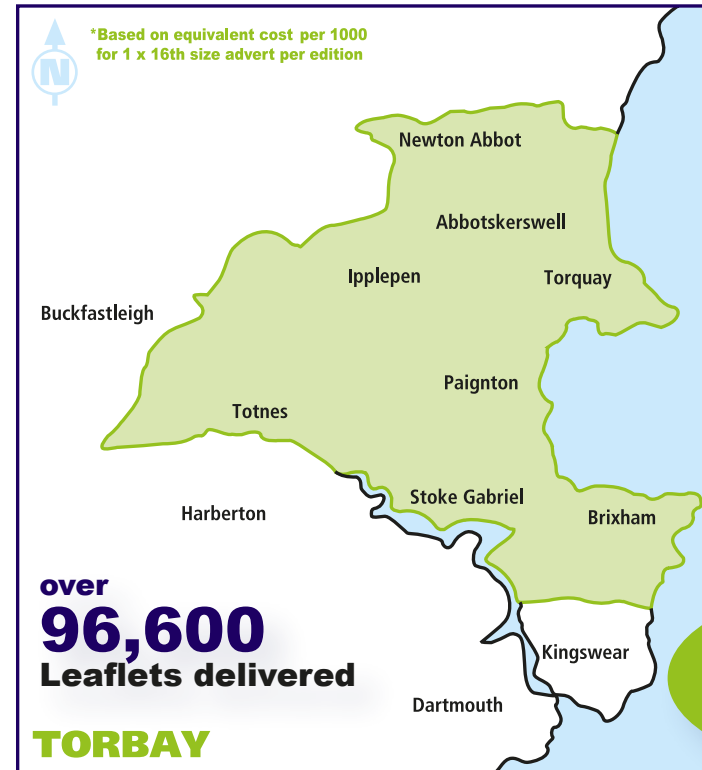 N
*Based on equivalent cost per 1000
for 1 x 16th size advert per edition
Newton Abbot
Abbotskerswell
Ipplepen
Torquay
Buckfastleigh
Paignton
Totnes
Stoke Gabriel
Harberton
Brixham
over
96,600
Leaflets delivered
Kingswear
Dartmouth
TORBAY